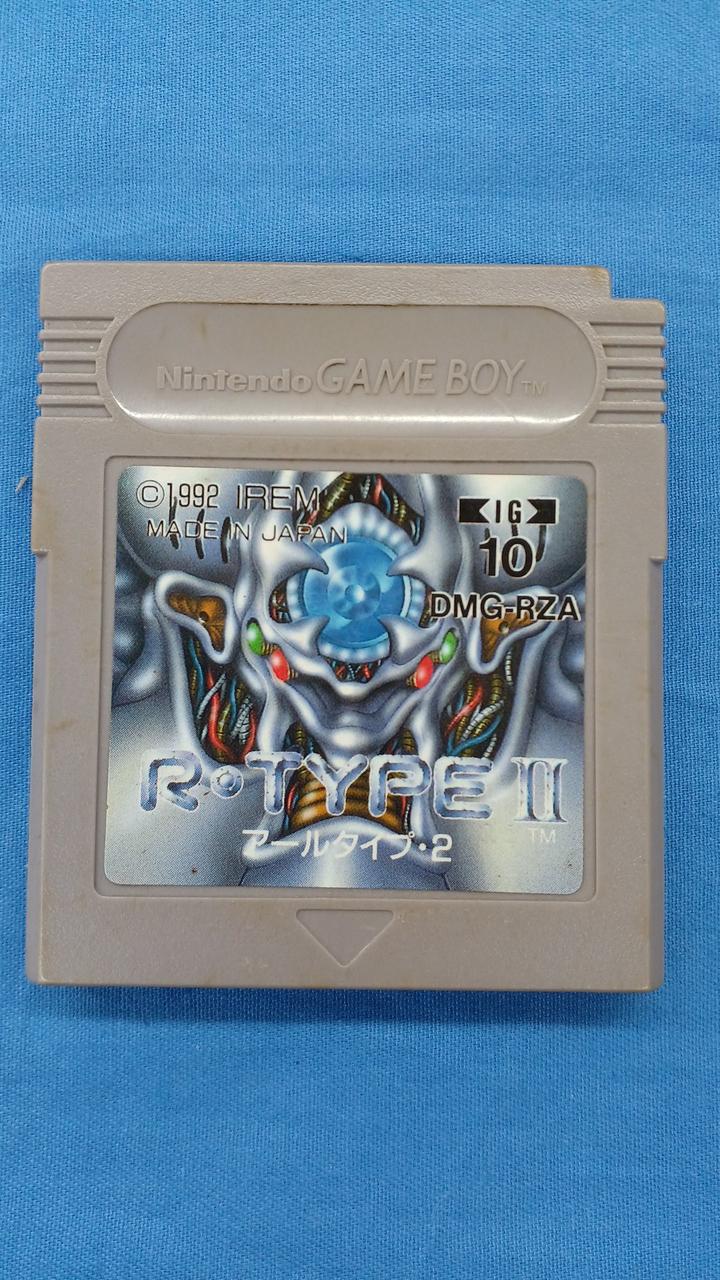 Nintendo GAME BOY TM
©1992 IREM
MADE IN JAPAN
IG
10
DMG-RZA
R・TYPE II
TM
アールタイプ・2